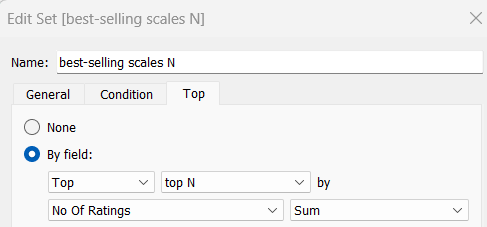 Edit Set [best-selling scales N]
Name: best-selling scales N
General Condition Top
None
By field:
Top top N by
No Of Ratings Sum